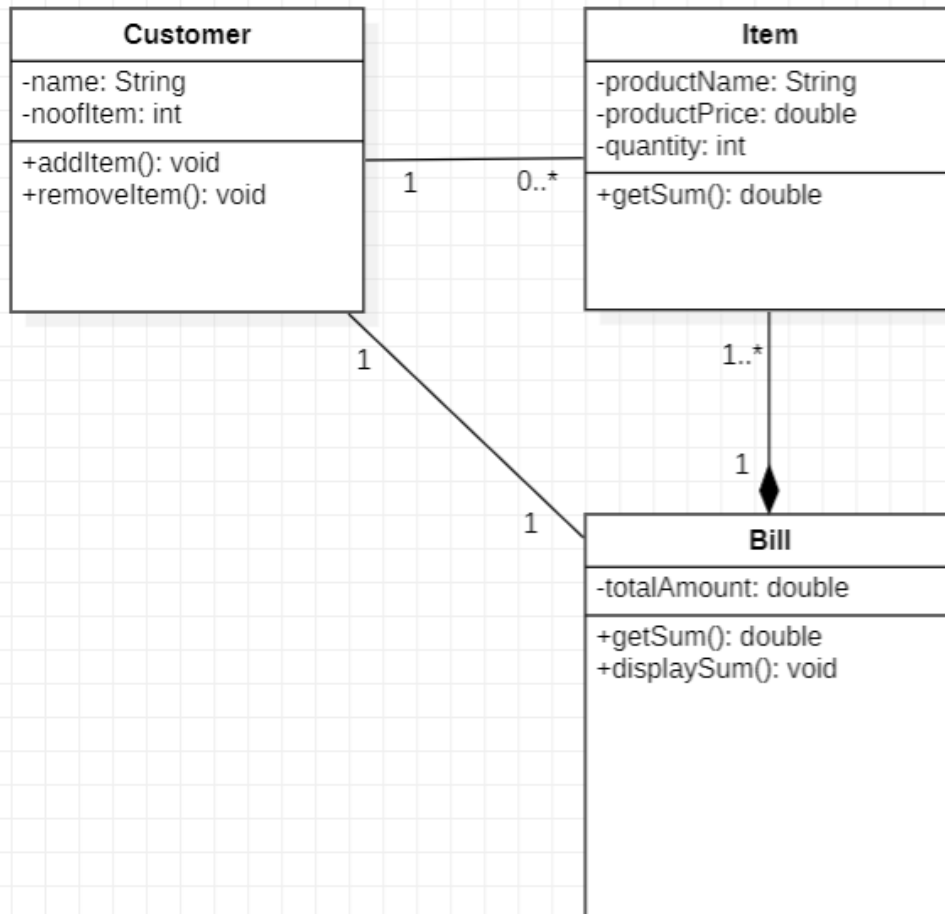 Customer
-name: String
-noofItem: int
+addItem(): void
+removeItem(): void
Item
-productName: String
-productPrice: double
-quantity: int
+getSum(): double
1
0..*
1
1
1..*
1
Bill
-totalAmount: double
+getSum(): double
+displaySum(): void